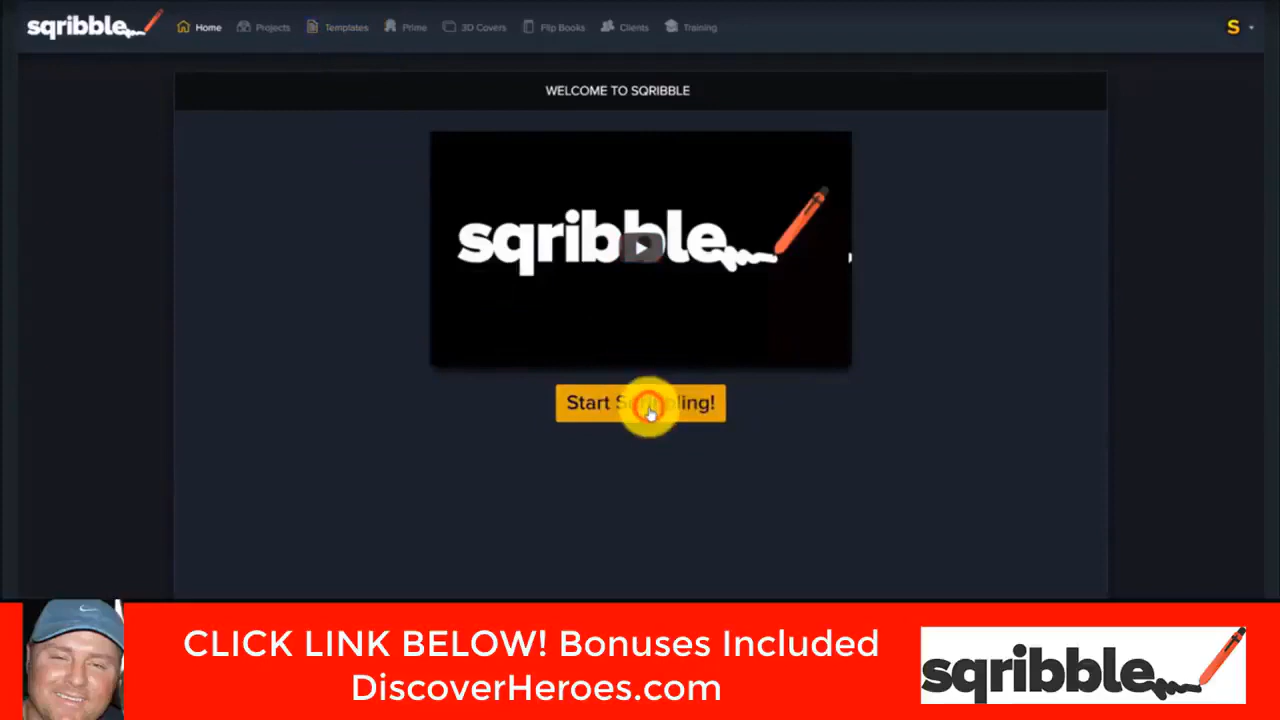 sqribble
Home
Projects
Templates
Prime
3D Covers
Flip Books
Clients
Training
S
WELCOME TO SQRIBBLE
sqribble
Start Sqribbling!
CLICK LINK BELOW! Bonuses Included
DiscoverHeroes.com
sqribble